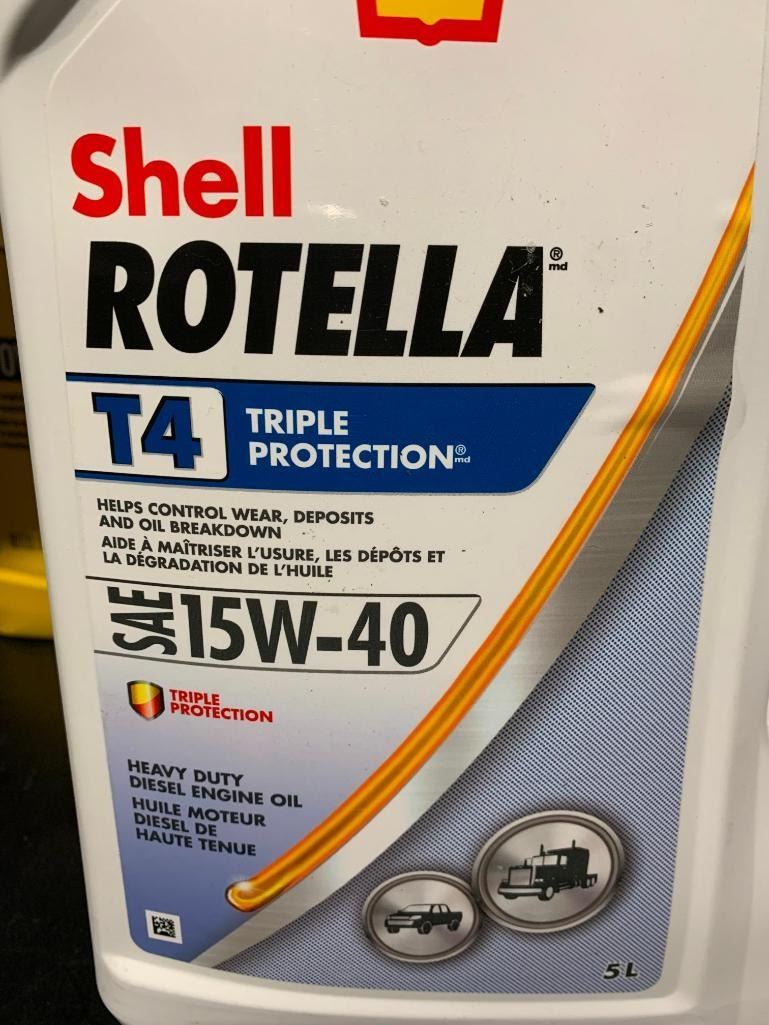 Shell
ROTELLA® md
T4
TRIPLE
PROTECTION® md
HELPS CONTROL WEAR, DEPOSITS
AND OIL BREAKDOWN
AIDE À MAÎTRISER L'USURE, LES DÉPÔTS ET
LA DÉGRADATION DE L'HUILE
SAE 15W-40
TRIPLE
PROTECTION
HEAVY DUTY
DIESEL ENGINE OIL
HUILE MOTEUR
DIESEL DE
HAUTE TENUE
5 L